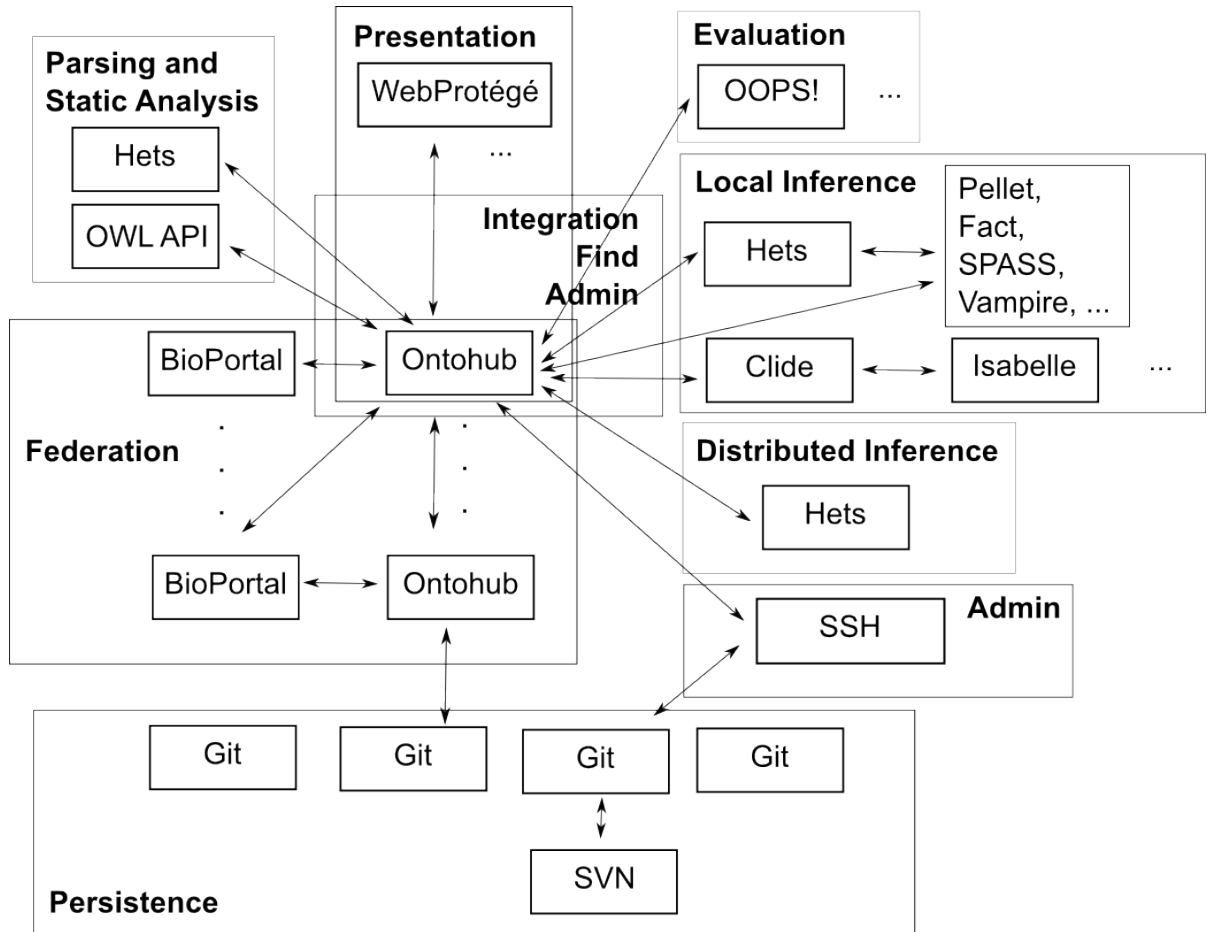 Parsing and
Static Analysis
Hets
OWL API
Presentation
WebProtégé
...
Evaluation
OOPS!
...
Integration
Find
Admin
Local Inference
Hets
Pellet,
Fact,
SPASS,
Vampire, ...
Clide
Isabelle
...
BioPortal
Ontohub
Federation
.
.
.
.
.
.
BioPortal
Ontohub
Distributed Inference
Hets
Admin
SSH
Git
Git
Git
Git
SVN
Persistence